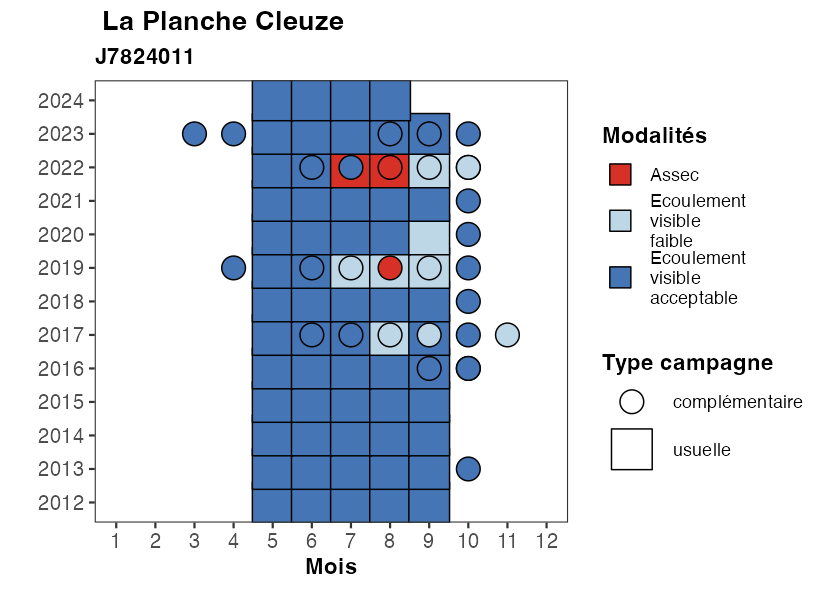 La Planche Cleuze
J7824011
2024
2023
2022
2021
2020
2019
2018
2017
2016
2015
2014
2013
2012
1 2 3 4 5 6 7 8 9 10 11 12
Mois
Modalités
Assec
Ecoulement
visible
faible
Ecoulement
visible
acceptable
Type campagne
complémentaire
usuelle